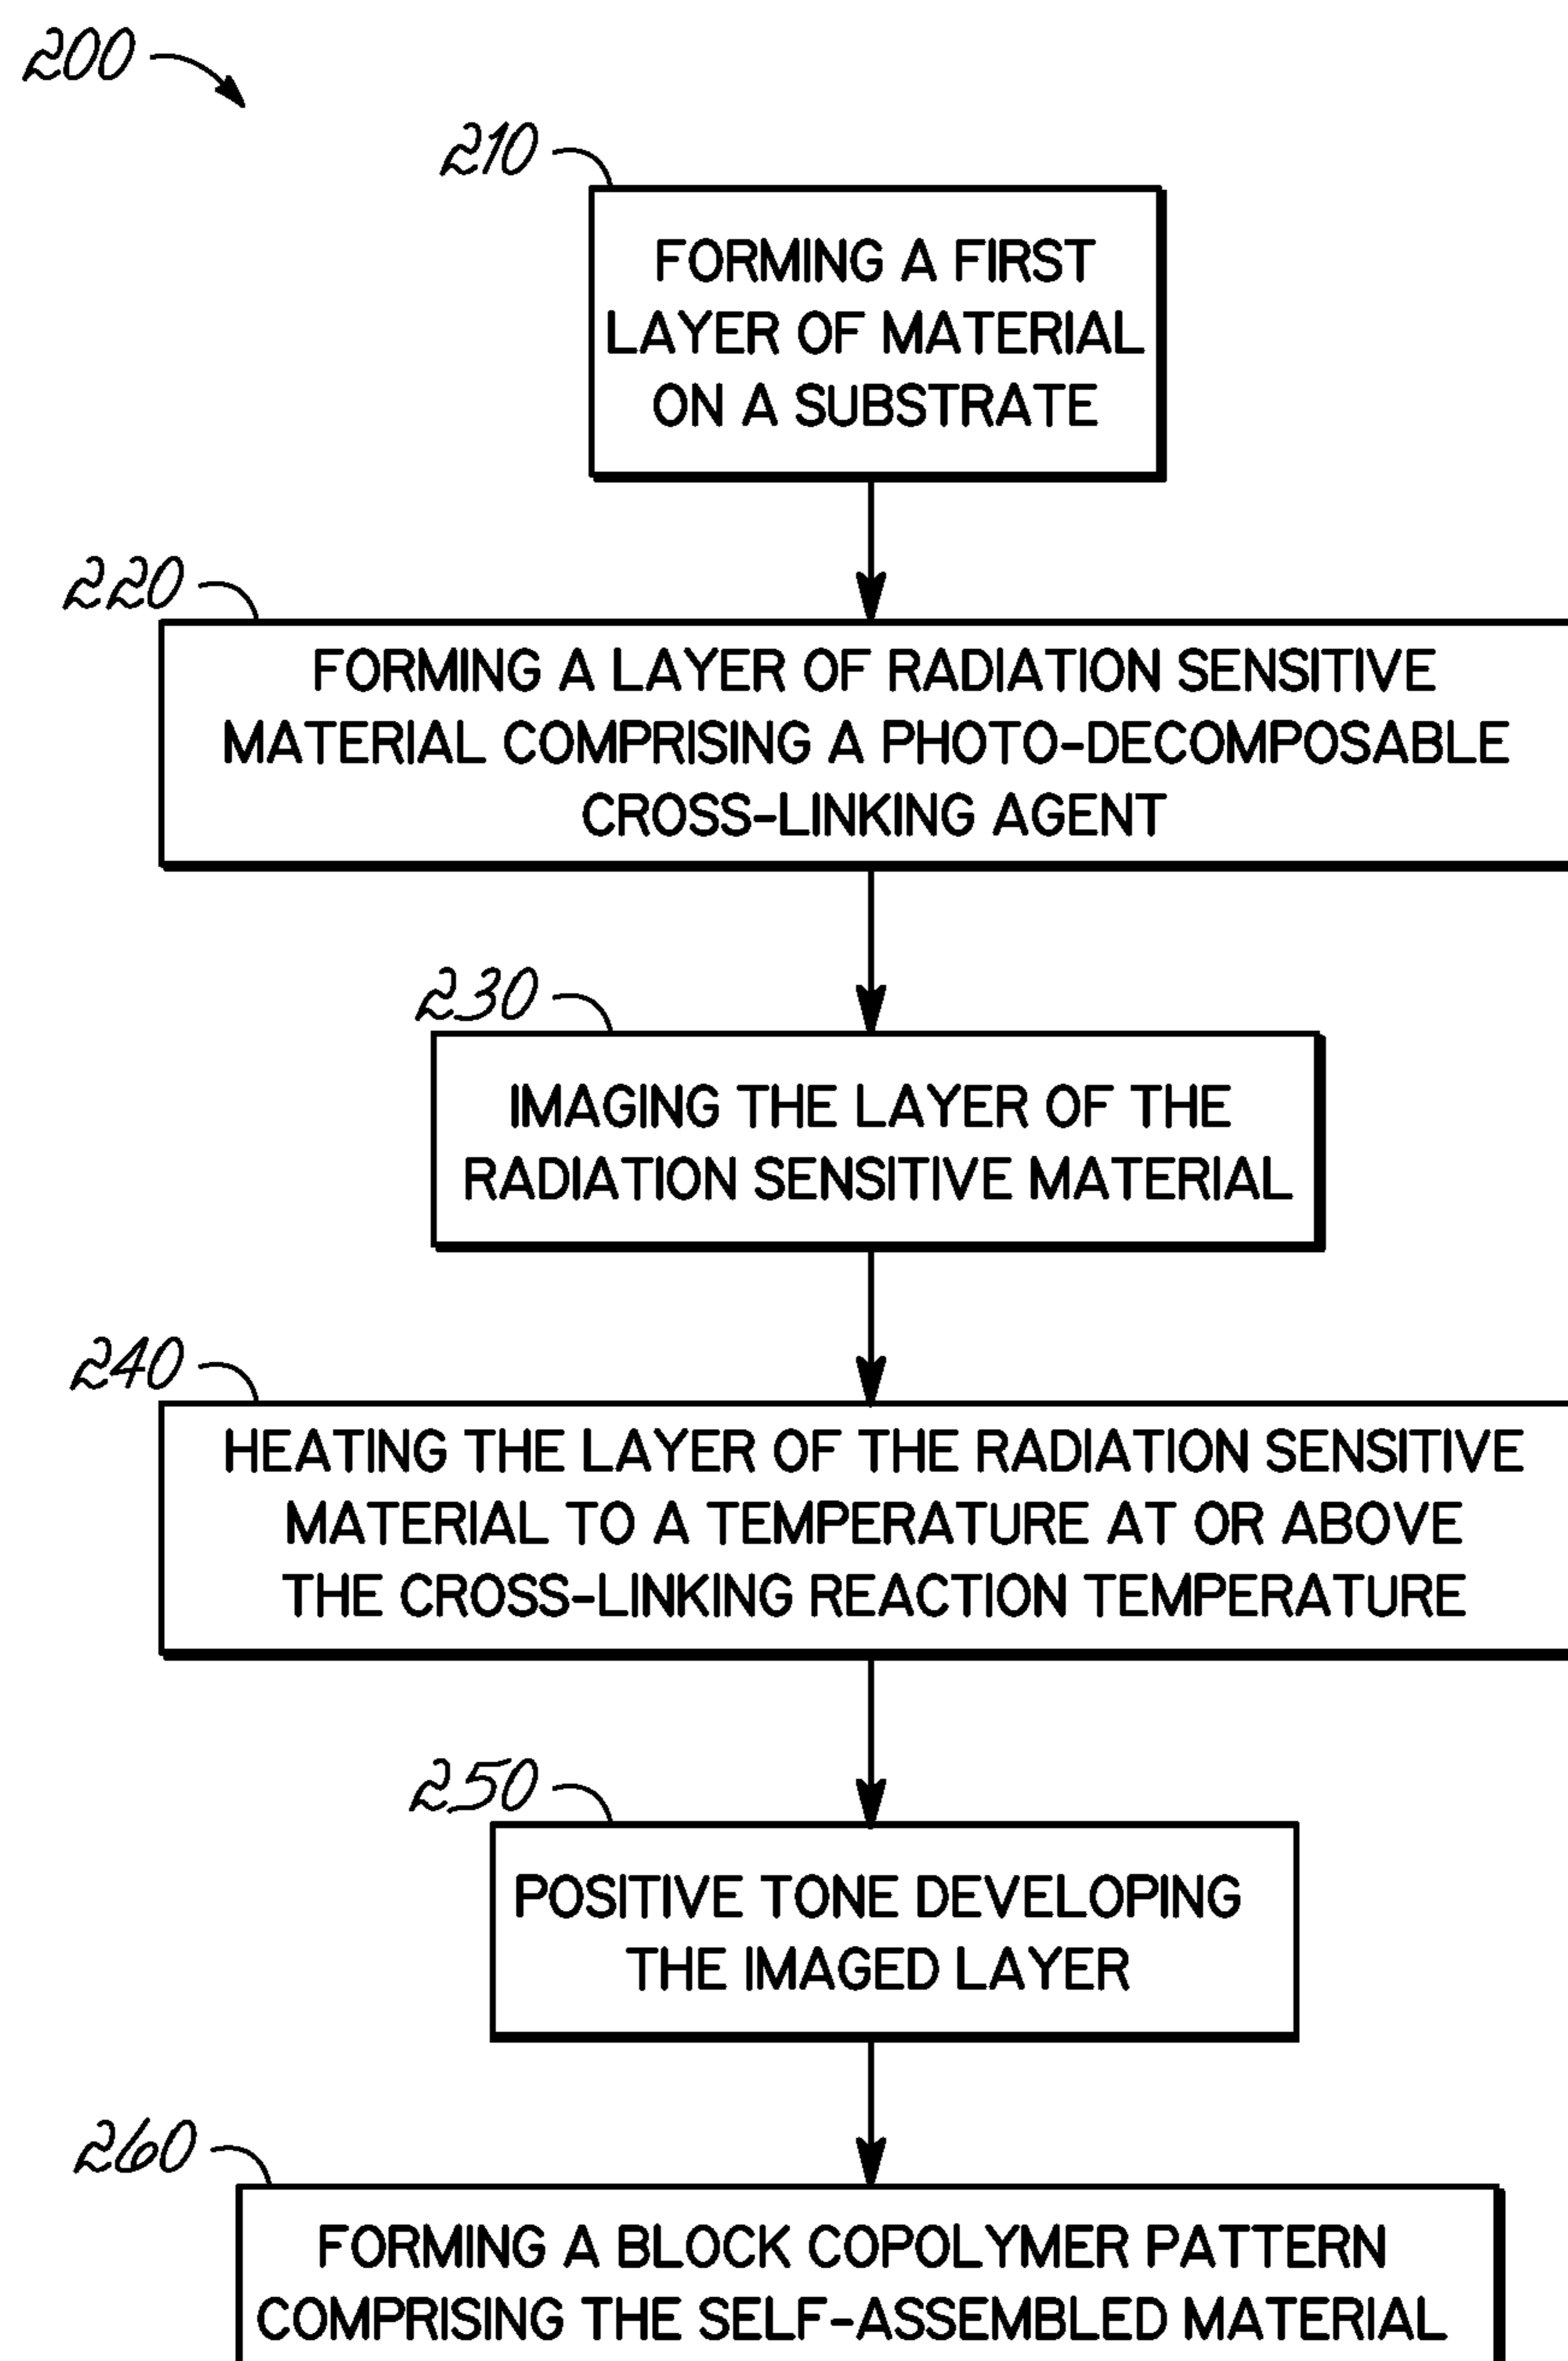 200
210
FORMING A FIRST
LAYER OF MATERIAL
ON A SUBSTRATE
220
FORMING A LAYER OF RADIATION SENSITIVE
MATERIAL COMPRISING A PHOTO-DECOMPOSABLE
CROSS-LINKING AGENT
230
IMAGING THE LAYER OF THE
RADIATION SENSITIVE MATERIAL
240
HEATING THE LAYER OF THE RADIATION SENSITIVE
MATERIAL TO A TEMPERATURE AT OR ABOVE
THE CROSS-LINKING REACTION TEMPERATURE
250
POSITIVE TONE DEVELOPING
THE IMAGED LAYER
260
FORMING A BLOCK COPOLYMER PATTERN
COMPRISING THE SELF-ASSEMBLED MATERIAL